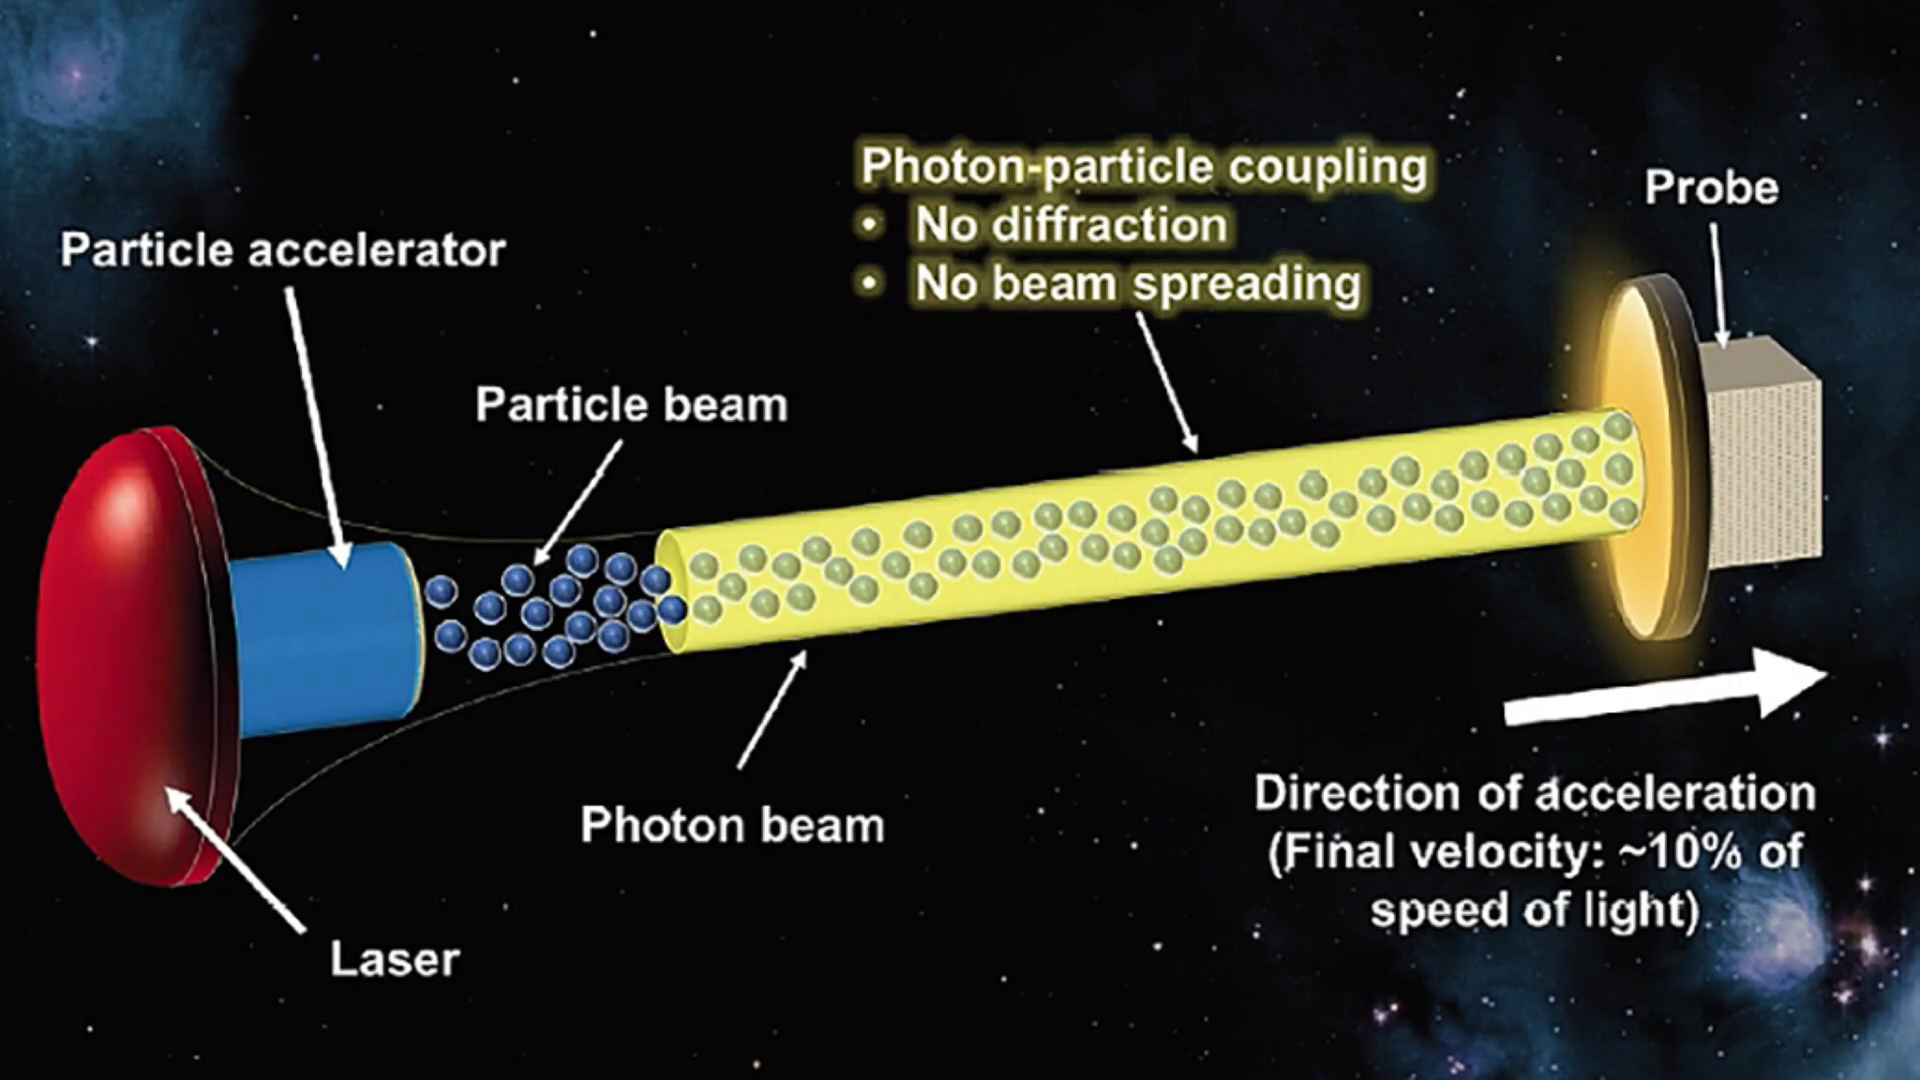 Photon-particle coupling
• No diffraction
• No beam spreading
Probe
Particle accelerator
Particle beam
Photon beam
Laser
Direction of acceleration
(Final velocity: ~10% of
speed of light)